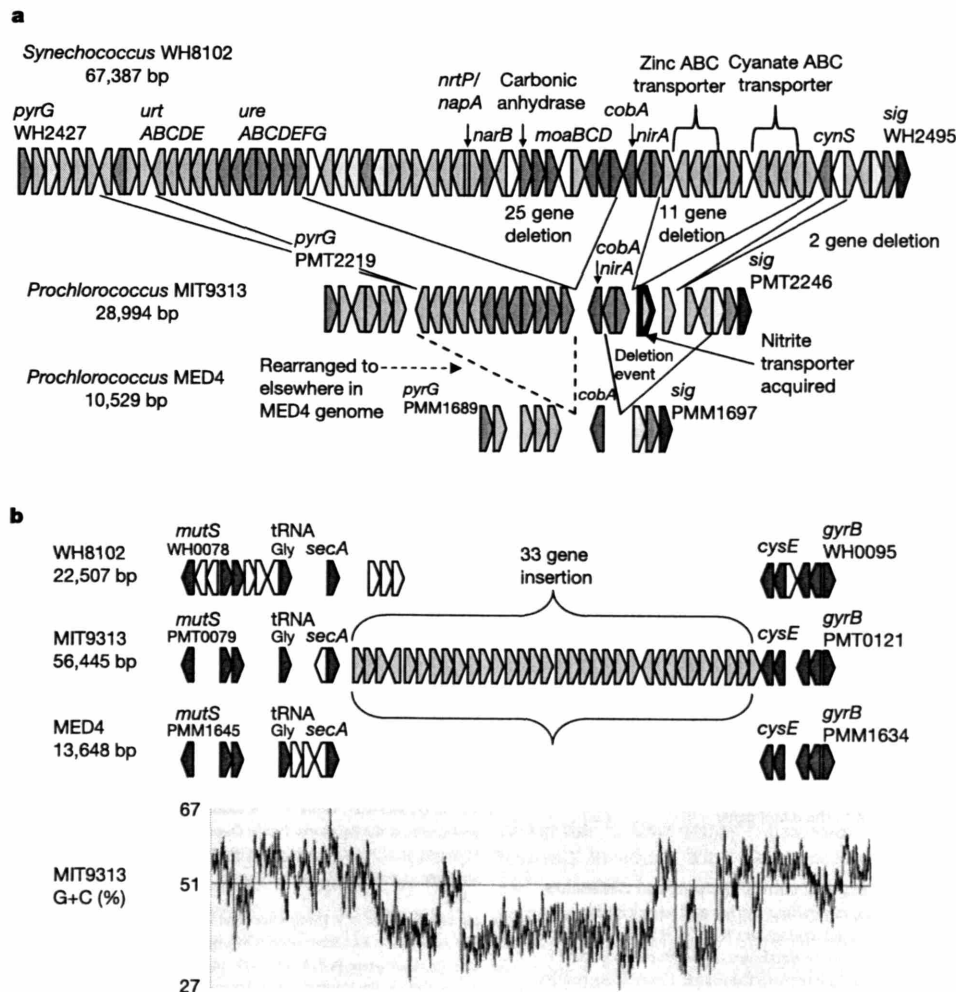 a
Synechococcus WH8102
67,387 bp
pyrG
WH2427
urt
ABCDE
ure
ABCDEFG
nrtP/
napA
narB
Carbonic
anhydrase
moaBCD
cobA
nirA
Zinc ABC
transporter
Cyanate ABC
transporter
cynS
sig
WH2495
25 gene
deletion
11 gene
deletion
2 gene deletion
pyrG
PMT2219
cobA
nirA
sig
PMT2246
Prochlorococcus MIT9313
28,994 bp
Nitrite
transporter
acquired
Deletion
event
Rearranged to
elsewhere in
MED4 genome
Prochlorococcus MED4
10,529 bp
pyrG
PMM1689
cobA
sig
PMM1697
b
WH8102
22,507 bp
mutS
WH0078
tRNA
Gly
secA
33 gene
insertion
cysE
gyrB
WH0095
MIT9313
56,445 bp
mutS
PMT0079
tRNA
Gly
secA
cysE
gyrB
PMT0121
MED4
13,648 bp
mutS
PMM1645
tRNA
Gly
secA
cysE
gyrB
PMM1634
67
MIT9313
G+C (%)
51
27